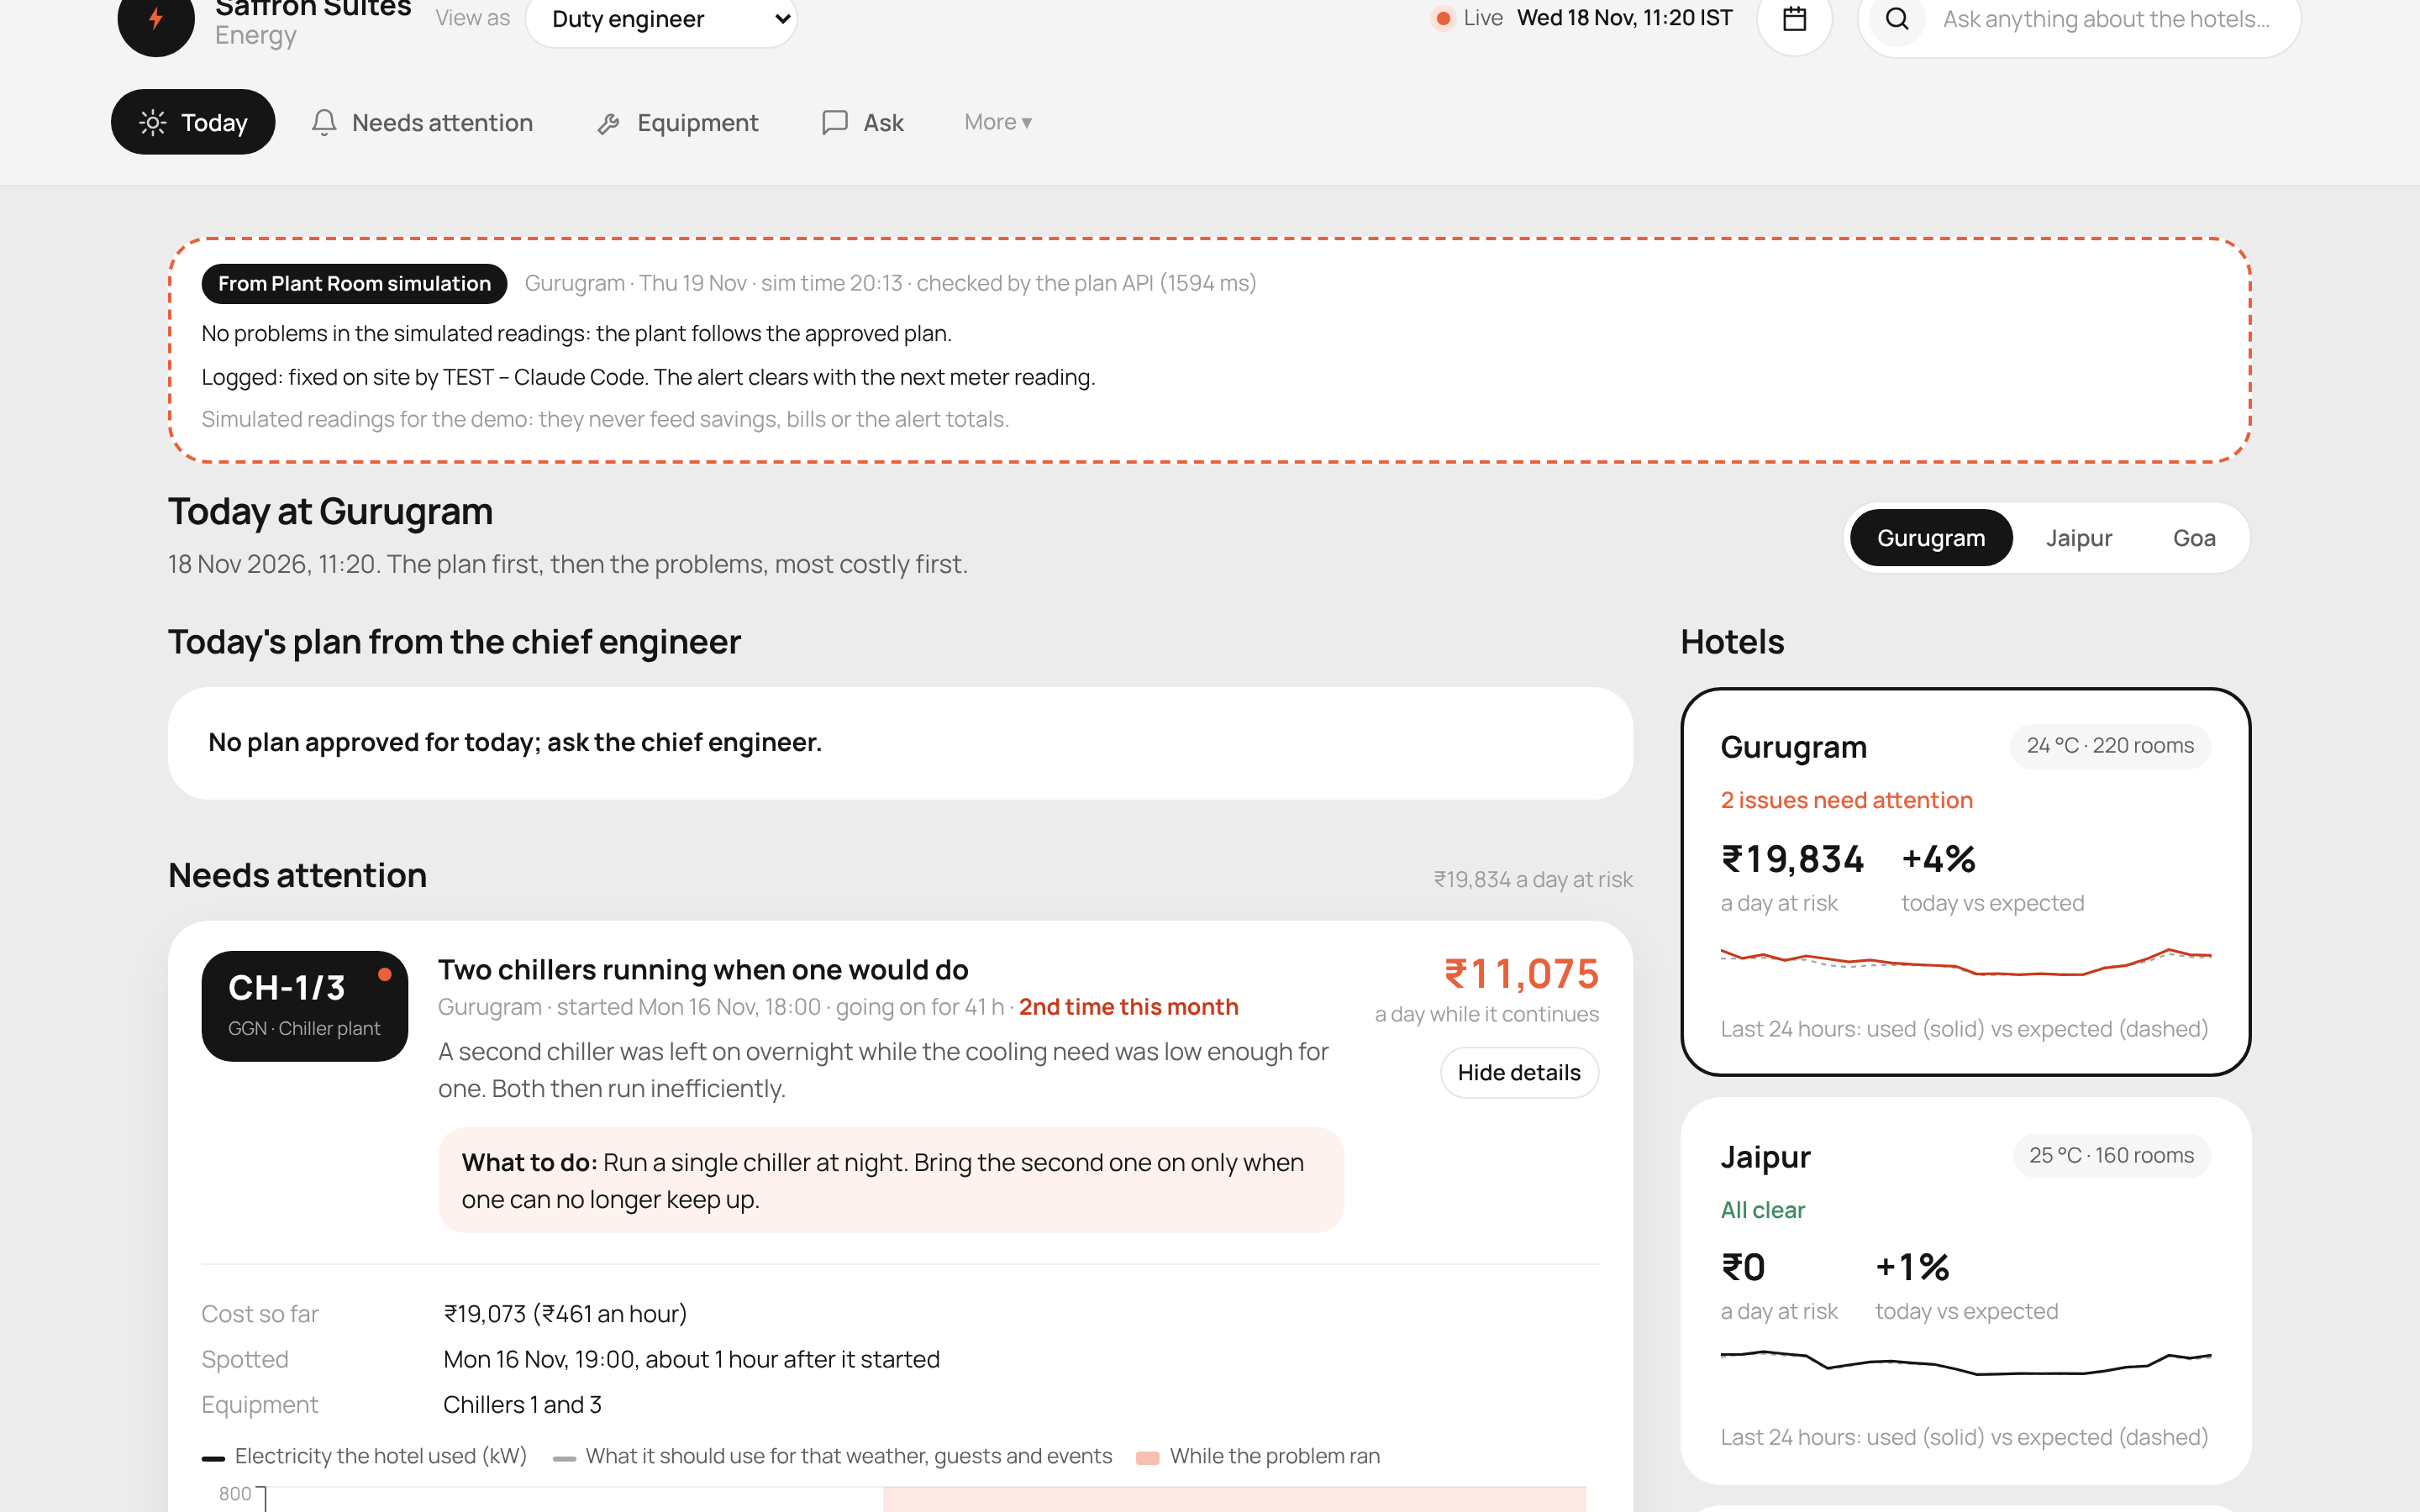 Saffron Suites
Energy
View as
Duty engineer
Live Wed 18 Nov, 11:20 IST
Ask anything about the hotels...
Today
Needs attention
Equipment
Ask
More ▾
From Plant Room simulation Gurugram · Thu 19 Nov · sim time 20:13 · checked by the plan API (1594 ms)
No problems in the simulated readings: the plant follows the approved plan.
Logged: fixed on site by TEST – Claude Code. The alert clears with the next meter reading.
Simulated readings for the demo: they never feed savings, bills or the alert totals.
Today at Gurugram
18 Nov 2026, 11:20. The plan first, then the problems, most costly first.
Gurugram Jaipur Goa
Today's plan from the chief engineer
No plan approved for today; ask the chief engineer.
Needs attention
₹19,834 a day at risk
CH-1/3
GGN · Chiller plant
Two chillers running when one would do
Gurugram · started Mon 16 Nov, 18:00 · going on for 41 h · 2nd time this month
A second chiller was left on overnight while the cooling need was low enough for
one. Both then run inefficiently.
₹11,075
a day while it continues
Hide details
What to do: Run a single chiller at night. Bring the second one on only when
one can no longer keep up.
Cost so far ₹19,073 (₹461 an hour)
Spotted Mon 16 Nov, 19:00, about 1 hour after it started
Equipment Chillers 1 and 3
Electricity the hotel used (kW) What it should use for that weather, guests and events While the problem ran
800
Hotels
Gurugram
24 °C · 220 rooms
2 issues need attention
₹19,834 +4%
a day at risk today vs expected
Last 24 hours: used (solid) vs expected (dashed)
Jaipur
25 °C · 160 rooms
All clear
₹0 +1%
a day at risk today vs expected
Last 24 hours: used (solid) vs expected (dashed)